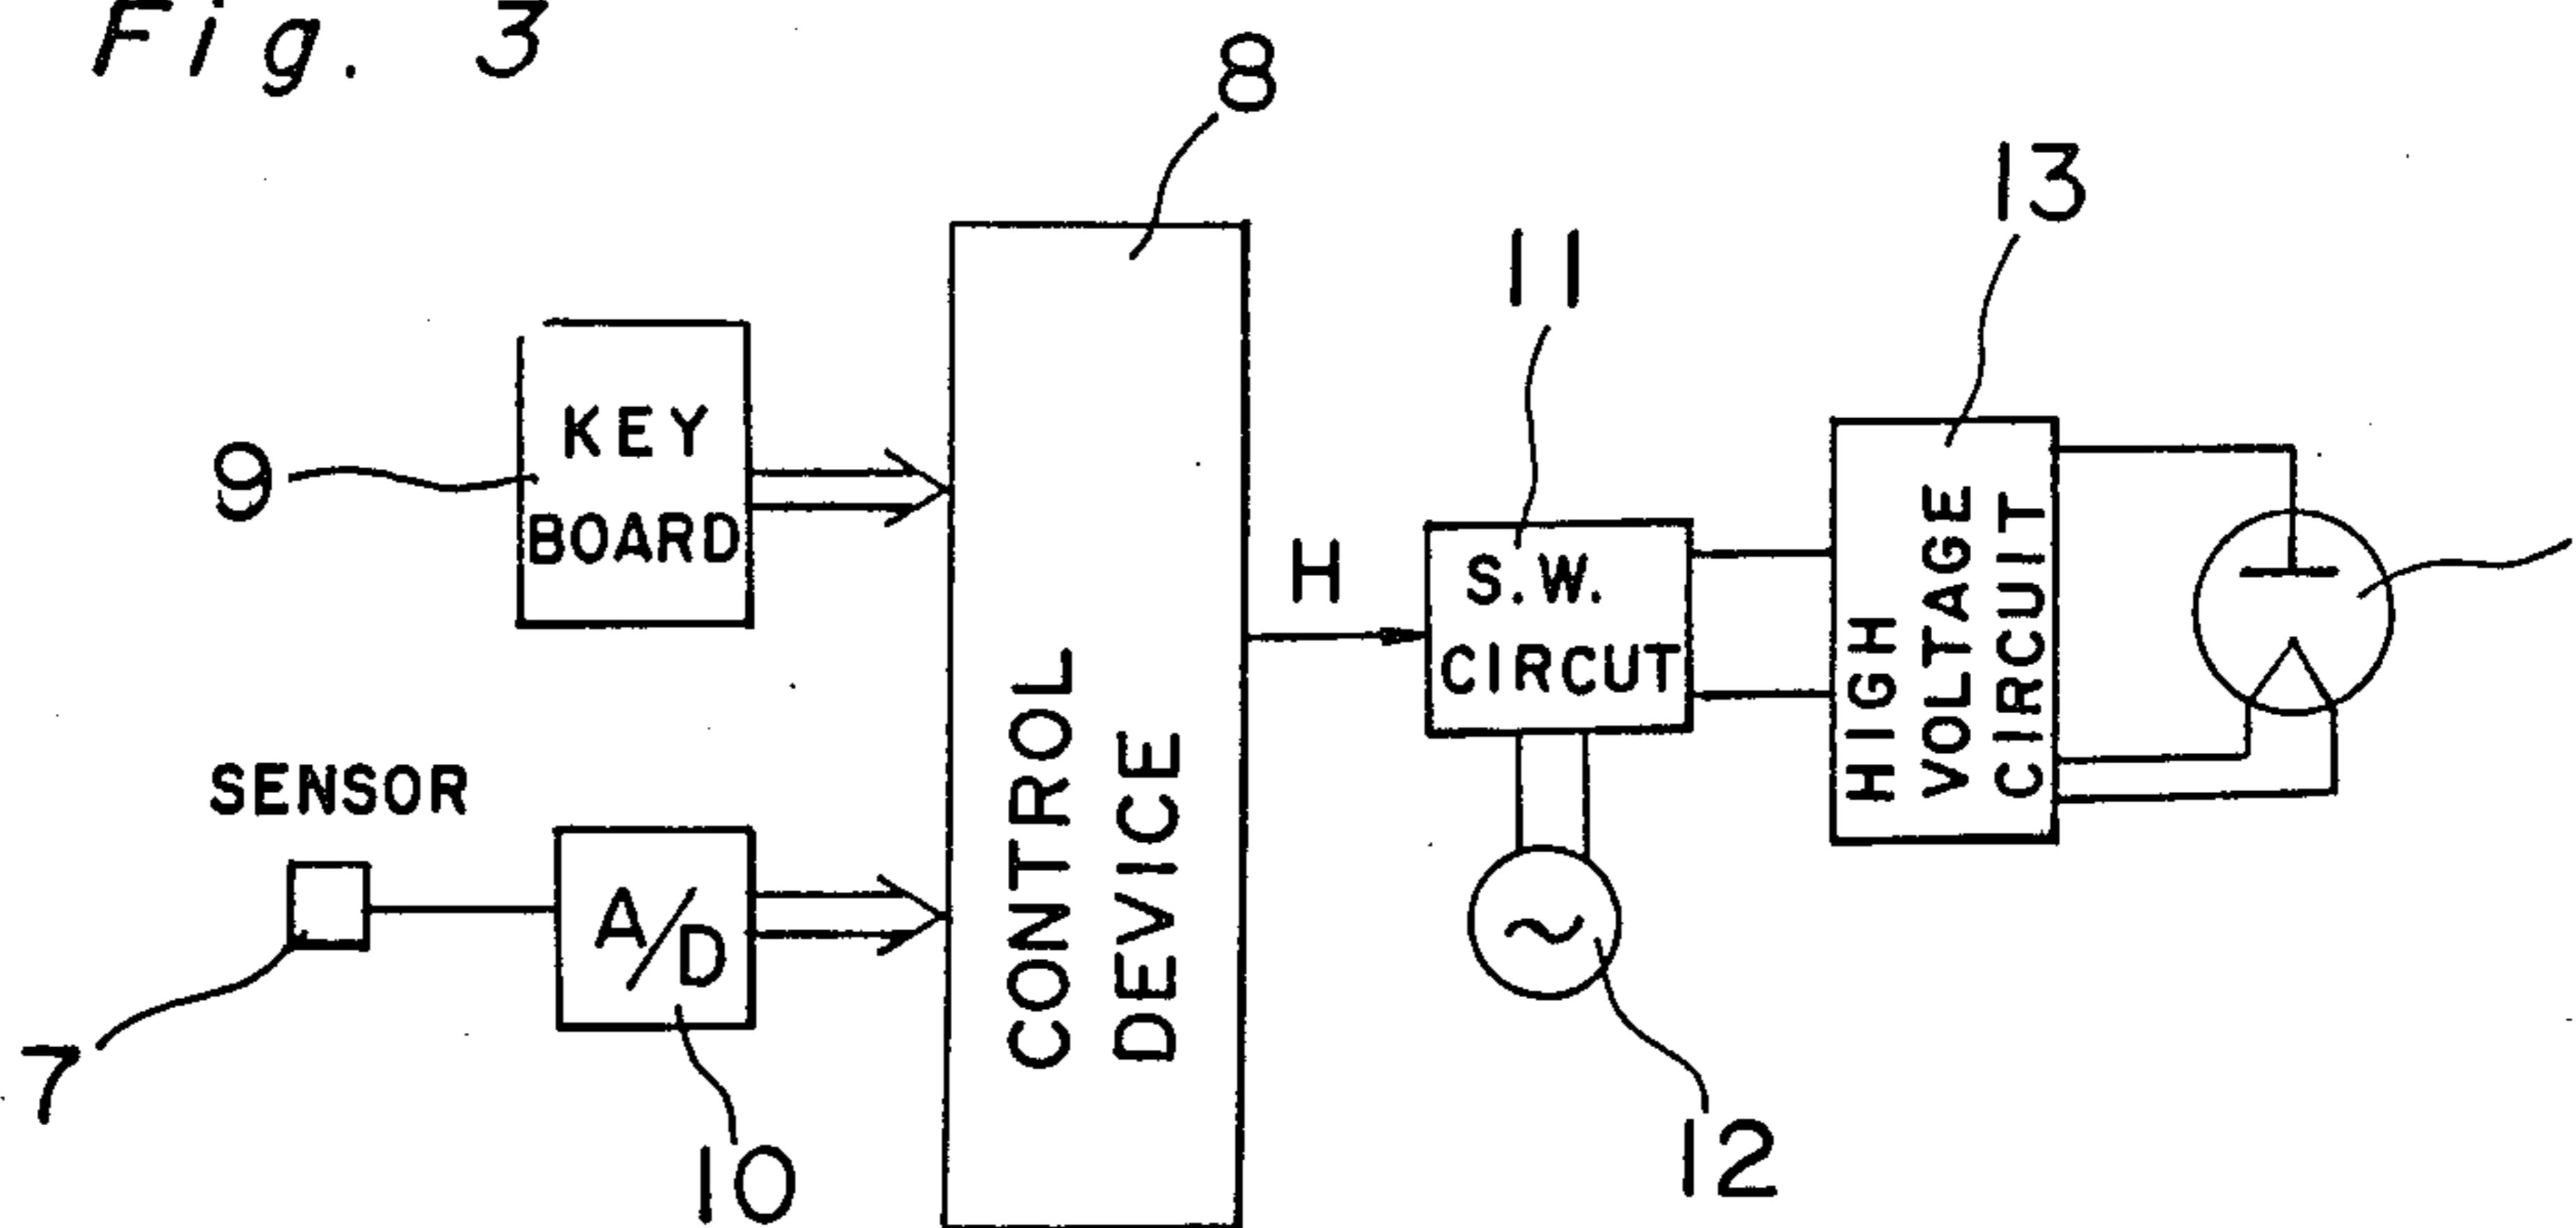 Fig. 3
8
13
11
KEY
BOARD
9
H
S.W.
CIRCUT
HIGH
VOLTAGE
CIRCUIT
CONTROL
DEVICE
SENSOR
A/D
7
10
12